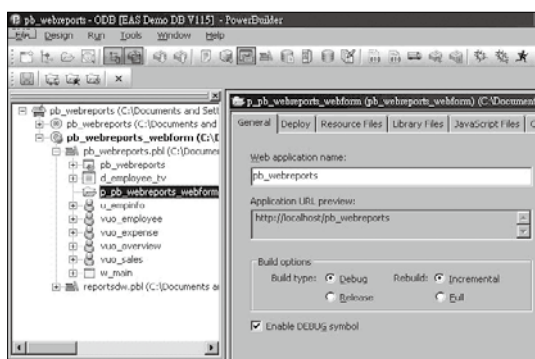 pb_webreports - ODB [EAS Demo DB V115] - PowerBuilder
Design Run Tools Window Help
pb_webreports (C:\Documents and Sett
pb_webreports (C:\Documents and
pb_webreports_webform (C:\D
pb_webreports.pbl (C:\Documen
pb_webreports
d_employee_tv
p_pb_webreports_webform
u_empinfo
vuo_employee
vuo_expense
vuo_overview
vuo_sales
w_main
reportsdw.pbl (C:\Documents a
p_pb_webreports_webform (pb_webreports_webform) (C:\Document
General Deploy Resource Files Library Files JavaScript Files
Web application name:
pb_webreports
Application URL preview:
http://localhost/pb_webreports
Build options
Build type: Debug Rebuild: Incremental
Release Full
Enable DEBUG symbol